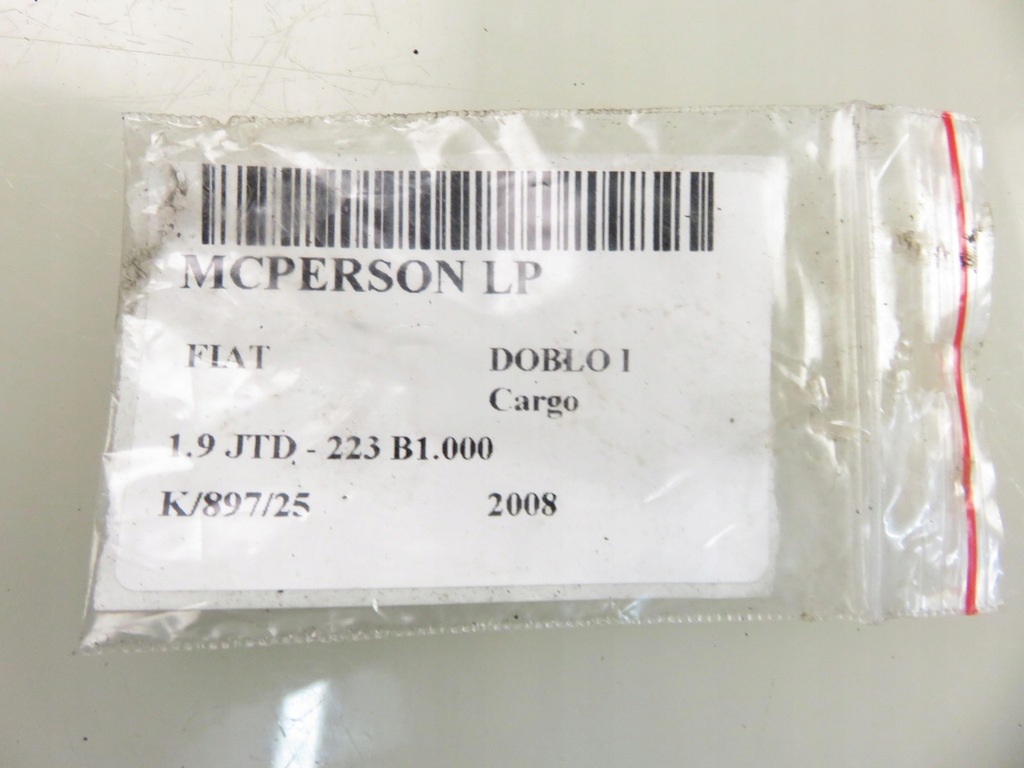 MCPERSON LP
FIAT DOBLO I
Cargo
1.9 JTD - 223 B1.000
K/897/25 2008